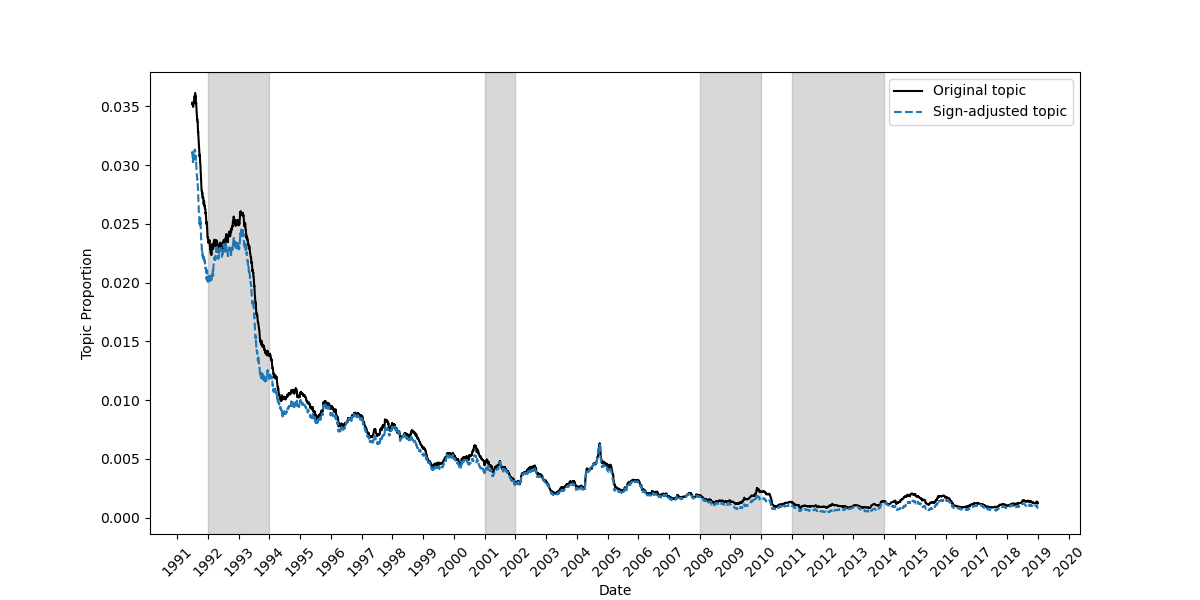 Original topic
Sign-adjusted topic
0.035
0.030
0.025
0.020
0.015
0.010
0.005
0.000
Topic Proportion
1991 1992 1993 1994 1995 1996 1997 1998 1999 2000 2001 2002 2003 2004 2005 2006 2007 2008 2009 2010 2011 2012 2013 2014 2015 2016 2017 2018 2019 2020
Date